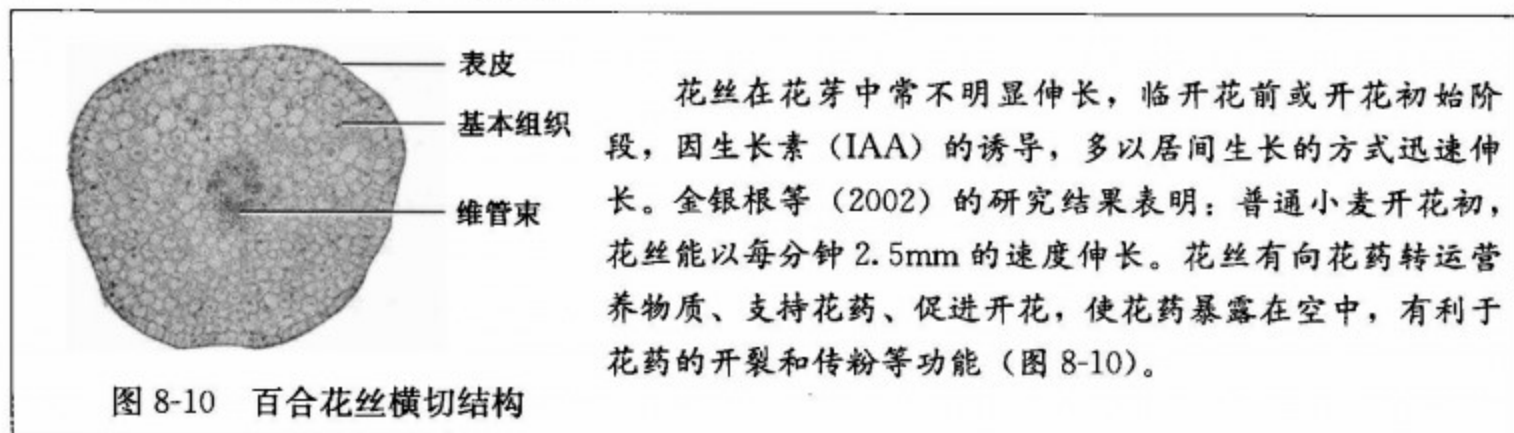 表皮
基本组织
维管束
图 8-10 百合花丝横切结构
花丝在花芽中常不明显伸长，临开花前或开花初始阶
段，因生长素（IAA）的诱导，多以居间生长的方式迅速伸
长。金银根等（2002）的研究结果表明：普通小麦开花初，
花丝能以每分钟 2.5mm 的速度伸长。花丝有向花药转运营
养物质、支持花药、促进开花，使花药暴露在空中，有利于
花药的开裂和传粉等功能（图 8-10）。